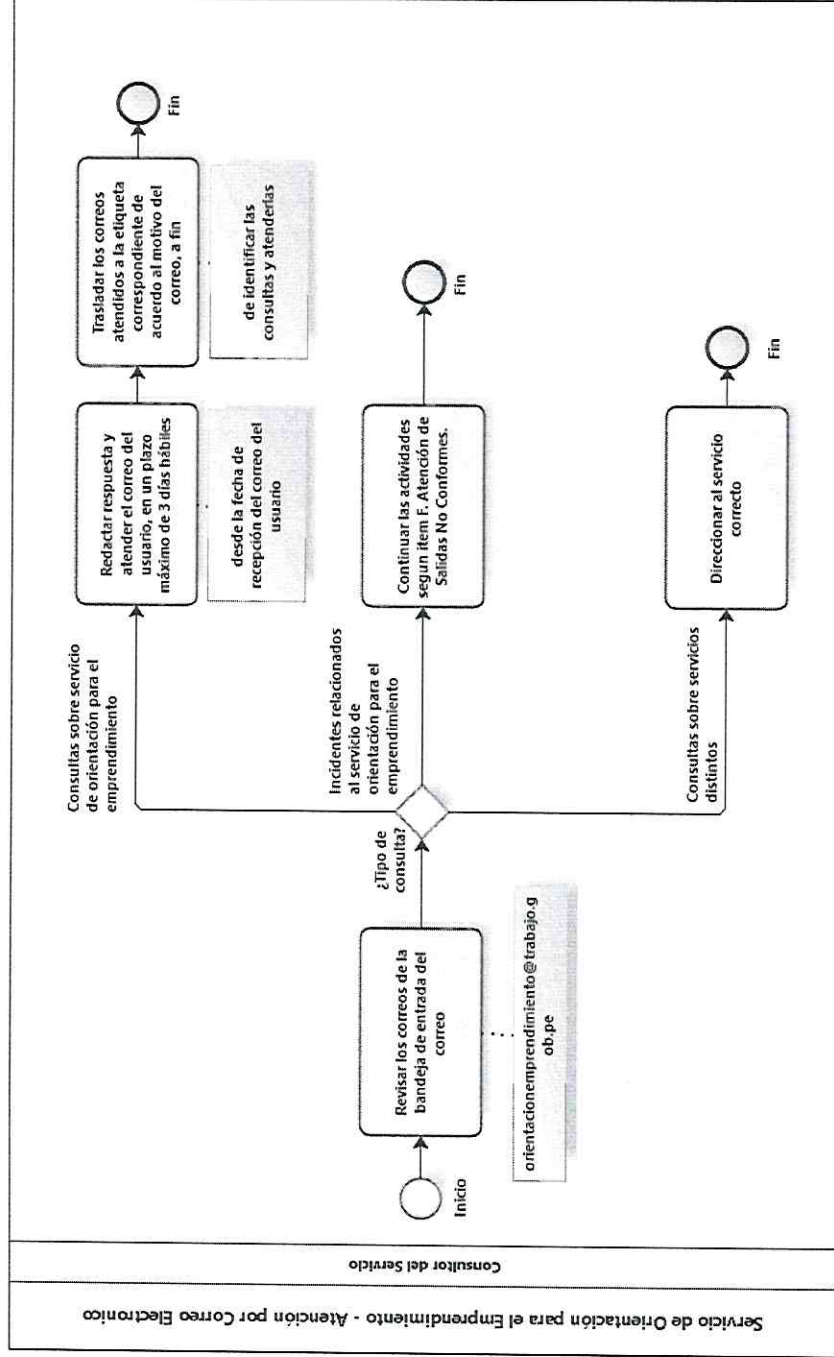 Servicio de Orientación para el Emprendimiento - Atención por Correo Electronico
Consultor del Servicio
Inicio
Revisar los correos de la
bandeja de entrada del
correo
orientacionemprendimiento@trabajo.g
ob.pe
¿Tipo de
consulta?
Consultas sobre servicio
de orientación para el
emprendimiento
Redactar respuesta y
atender el correo del
usuario, en un plazo
máximo de 3 días hábiles
desde la fecha de
recepción del correo del
usuario
Trasladar los correos
atendidos a la etiqueta
correspondiente de
acuerdo al motivo del
correo, a fin
de identificar las
consultas y atenderlas
Fin
Incidentes relacionados
al servicio de
orientación para el
emprendimiento
Continuar las actividades
segun item F. Atención de
Salidas No Conformes.
Fin
Consultas sobre servicios
distintos
Direccionar al servicio
correcto
Fin